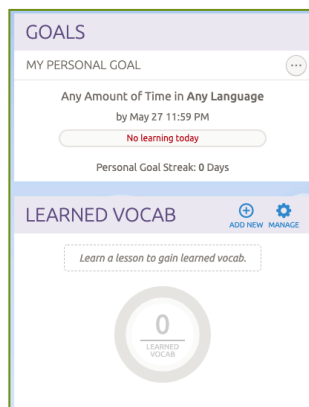 GOALS
MY PERSONAL GOAL
Any Amount of Time in Any Language
by May 27 11:59 PM
No learning today
Personal Goal Streak: 0 Days
LEARNED VOCAB
ADD NEW MANAGE
Learn a lesson to gain learned vocab.
0
LEARNED
VOCAB